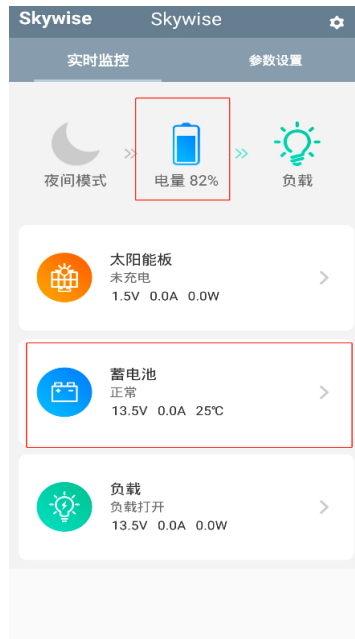 Skywise Skywise
实时监控 参数设置
夜间模式 电量 82% 负载
太阳能板
未充电
1.5V 0.0A 0.0W
蓄电池
正常
13.5V 0.0A 25℃
负载
负载打开
13.5V 0.0A 0.0W